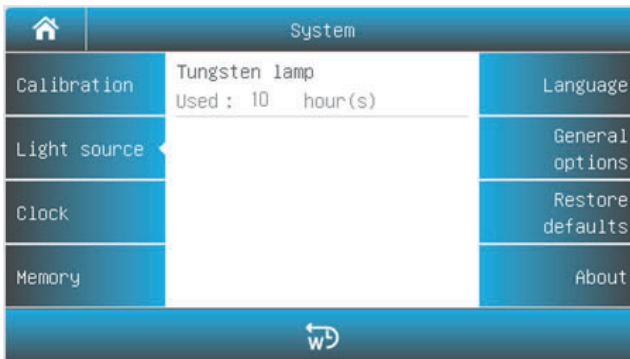 System
Calibration
Light source
Clock
Memory
Tungsten lamp
Used : 10 hour(s)
Language
General
options
Restore
defaults
About
W